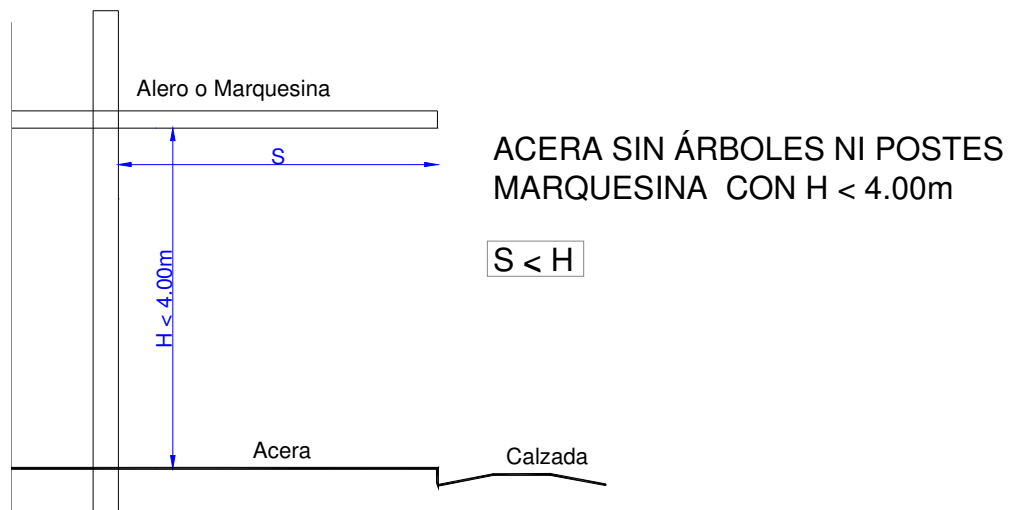 Alero o Marquesina
S
H < 4.00m
ACERA SIN ÁRBOLES NI POSTES
MARQUESINA CON H < 4.00m
S < H
Acera
Calzada